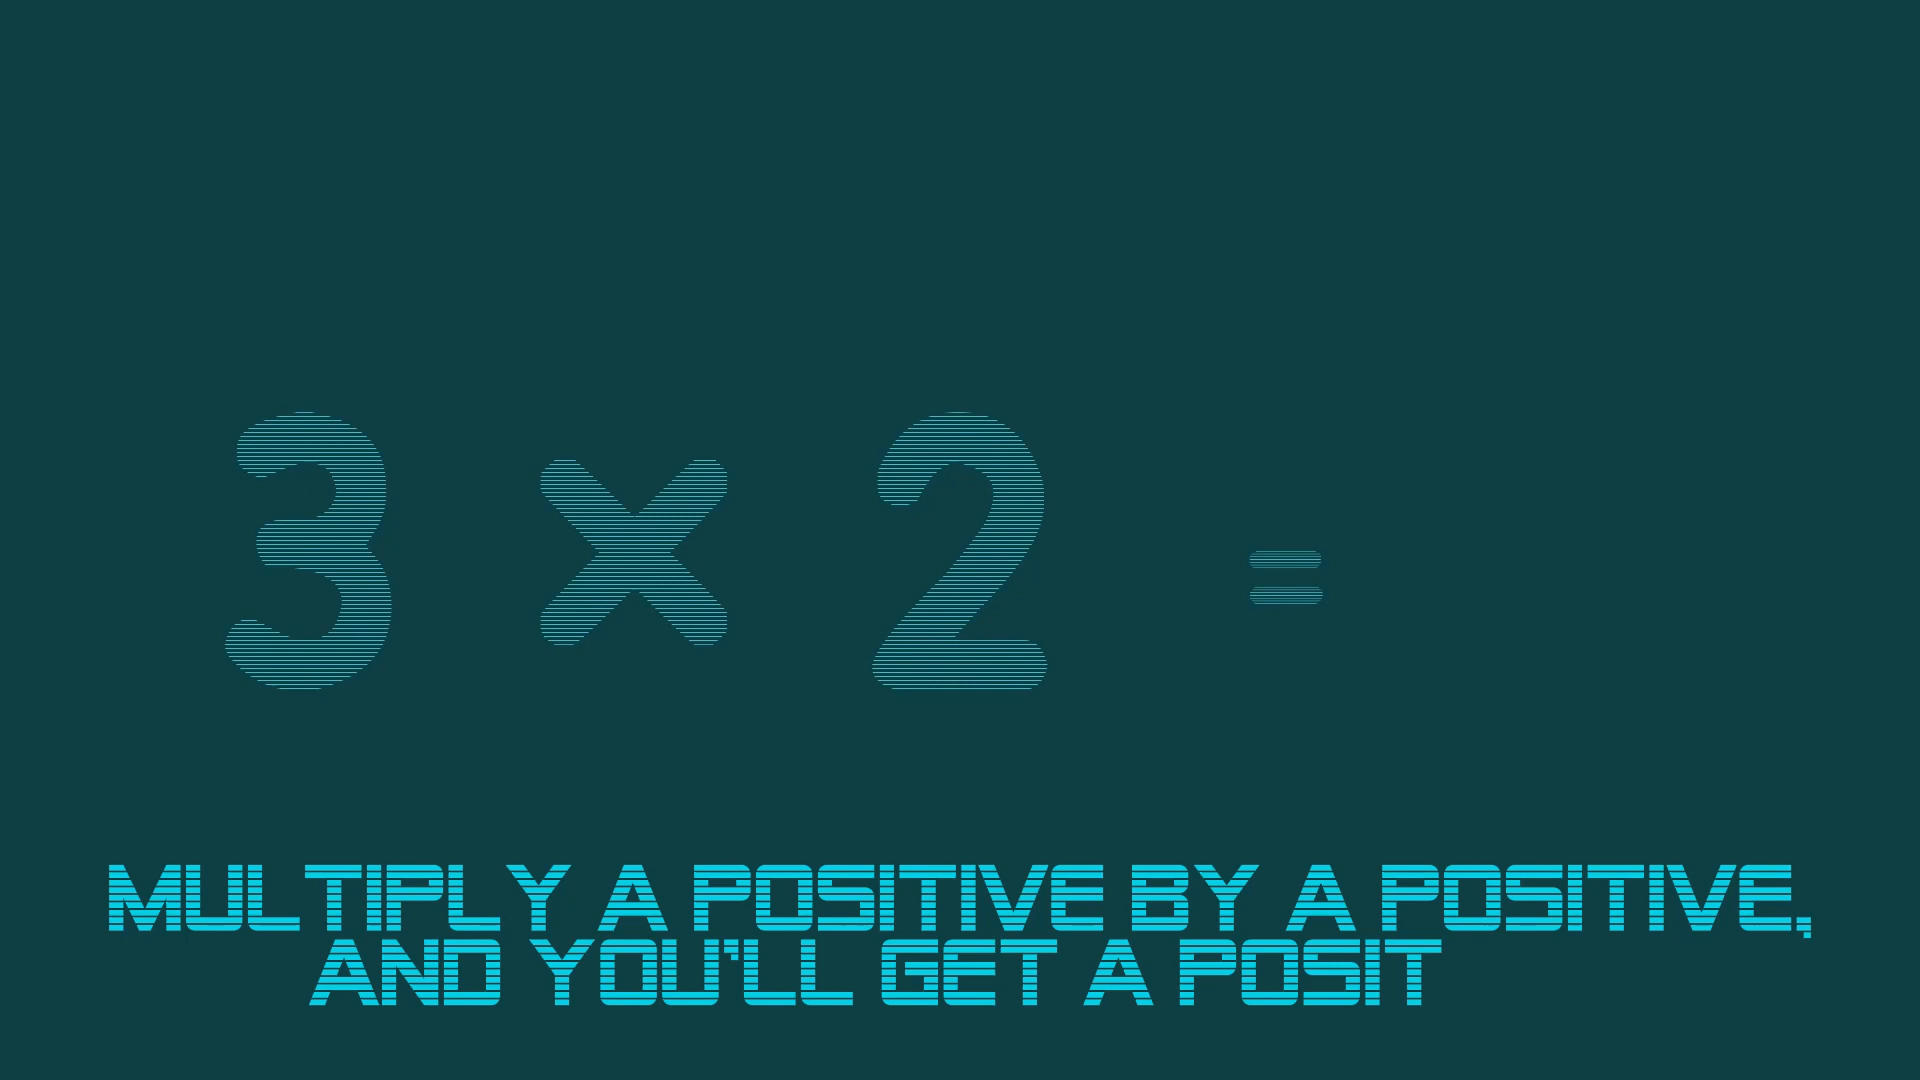 3 × 2 =
MULTIPLY A POSITIVE BY A POSITIVE,
AND YOU'LL GET A POSIT